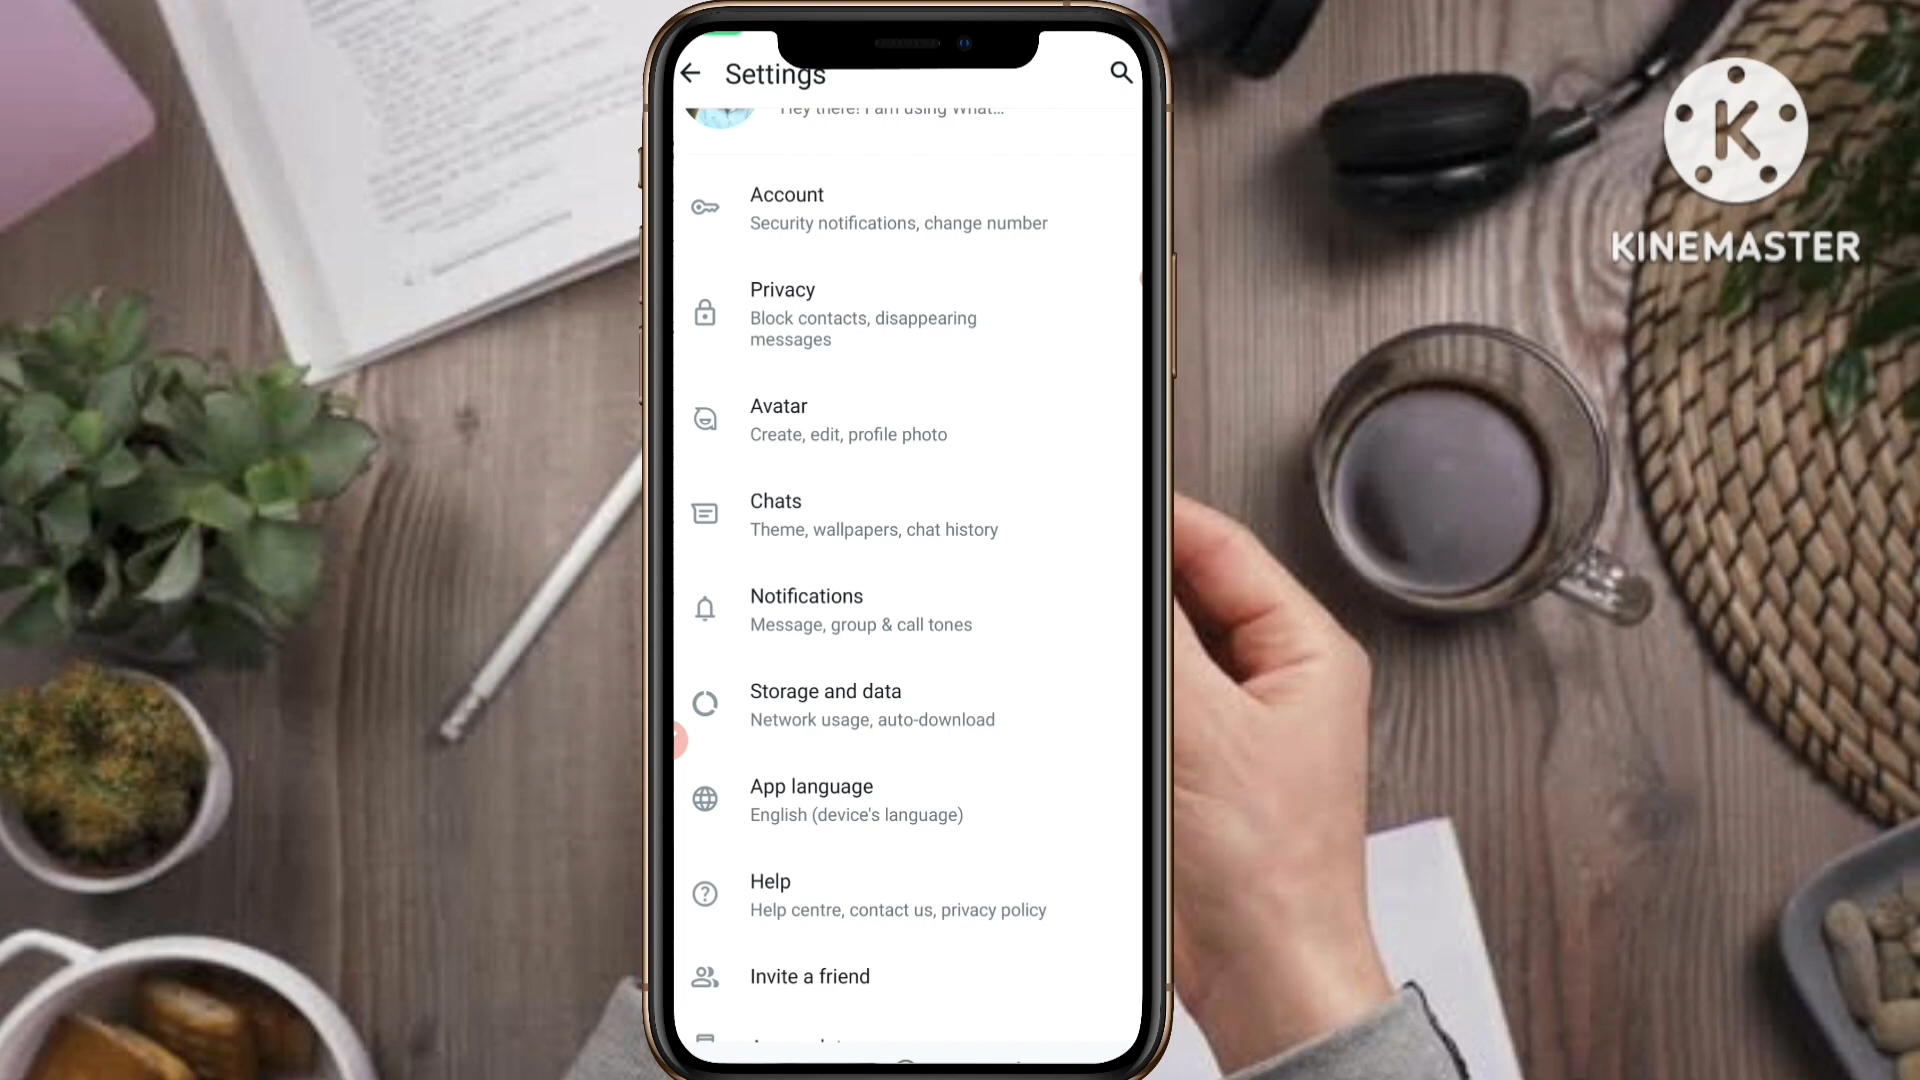 Settings
Hey there! I am using What...
Account
Security notifications, change number
Privacy
Block contacts, disappearing
messages
Avatar
Create, edit, profile photo
Chats
Theme, wallpapers, chat history
Notifications
Message, group & call tones
Storage and data
Network usage, auto-download
App language
English (device's language)
Help
Help centre, contact us, privacy policy
Invite a friend
K
KINEMASTER